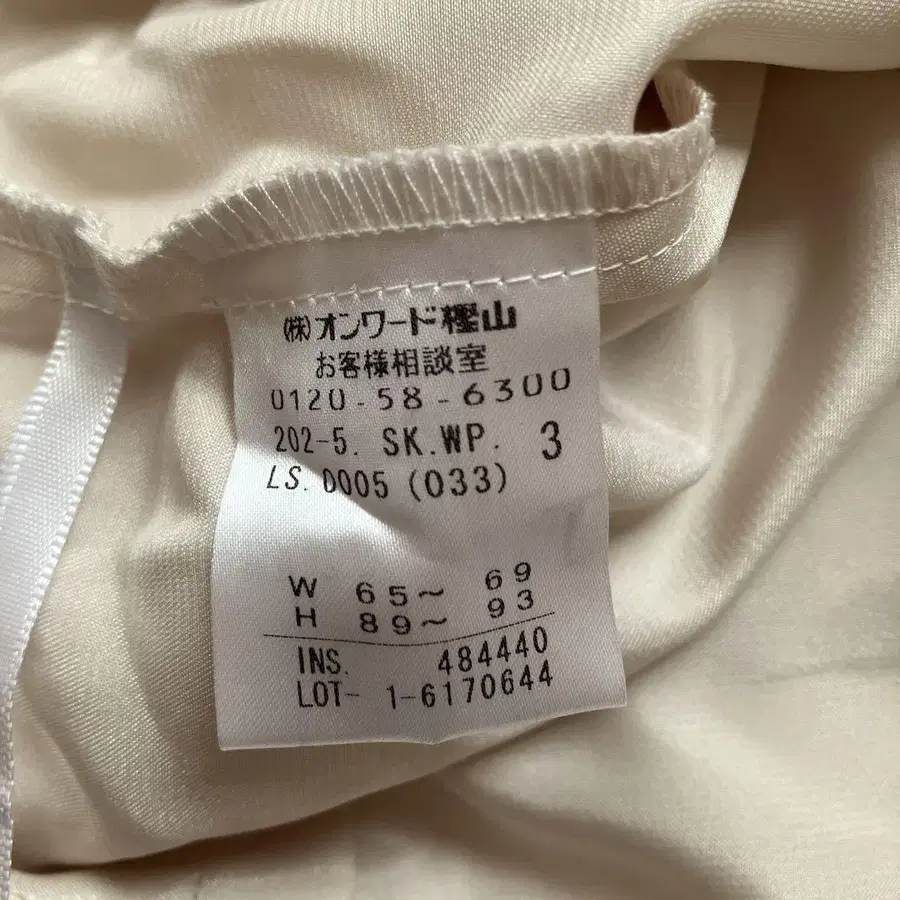 (株)オンワード樫山
お客様相談室
0120-58-6300
202-5. SK.WP. 3
LS. 0005 (033)
W 65~ 69
H 89~ 93
INS. 484440
LOT- 1-6170644